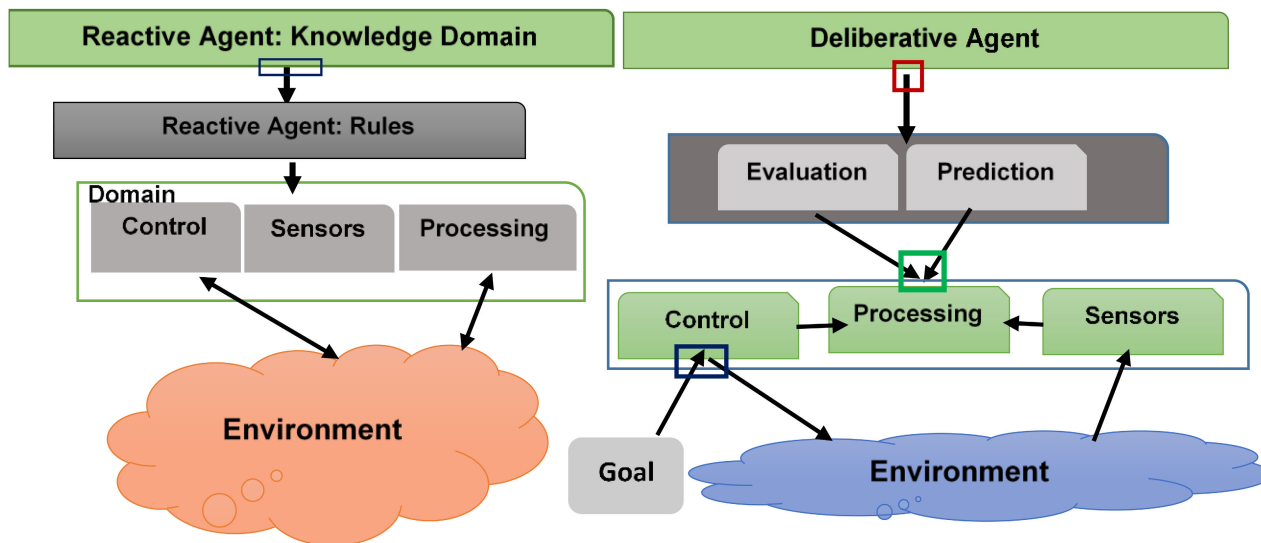 Reactive Agent: Knowledge Domain
Reactive Agent: Rules
Domain
Control
Sensors
Processing
Environment
Deliberative Agent
Evaluation
Prediction
Control
Processing
Sensors
Goal
Environment